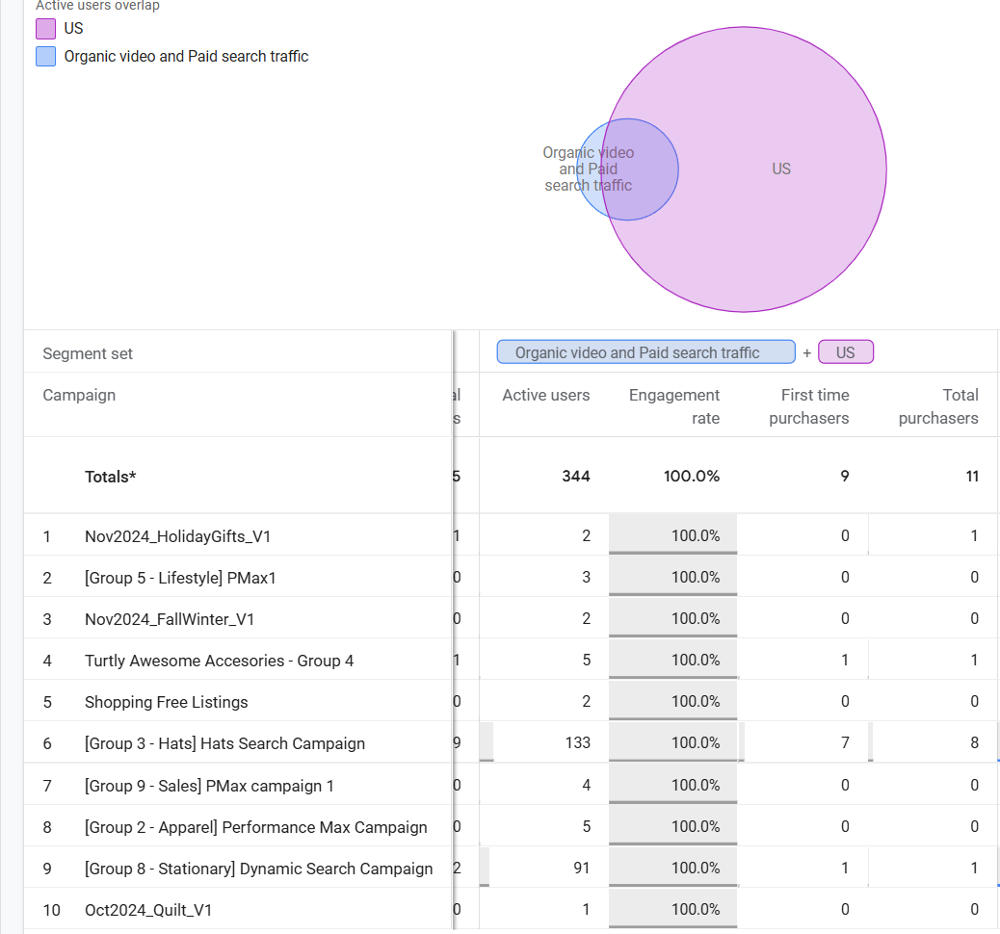 Active users overlap
US
Organic video and Paid search traffic
Organic video
and Paid
search traffic
US
Segment set
Organic video and Paid search traffic + US
Campaign al Active users Engagement First time Total
s rate purchasers purchasers
Totals* 5 344 100.0% 9 11
1 Nov2024_HolidayGifts_V1 1 2 100.0% 0 1
2 [Group 5 - Lifestyle] PMax1 0 3 100.0% 0 0
3 Nov2024_FallWinter_V1 0 2 100.0% 0 0
4 Turtly Awesome Accesories - Group 4 1 5 100.0% 1 1
5 Shopping Free Listings 0 2 100.0% 0 0
6 [Group 3 - Hats] Hats Search Campaign 9 133 100.0% 7 8
7 [Group 9 - Sales] PMax campaign 1 0 4 100.0% 0 0
8 [Group 2 - Apparel] Performance Max Campaign 0 5 100.0% 0 0
9 [Group 8 - Stationary] Dynamic Search Campaign 2 91 100.0% 1 1
10 Oct2024_Quilt_V1 0 1 100.0% 0 0